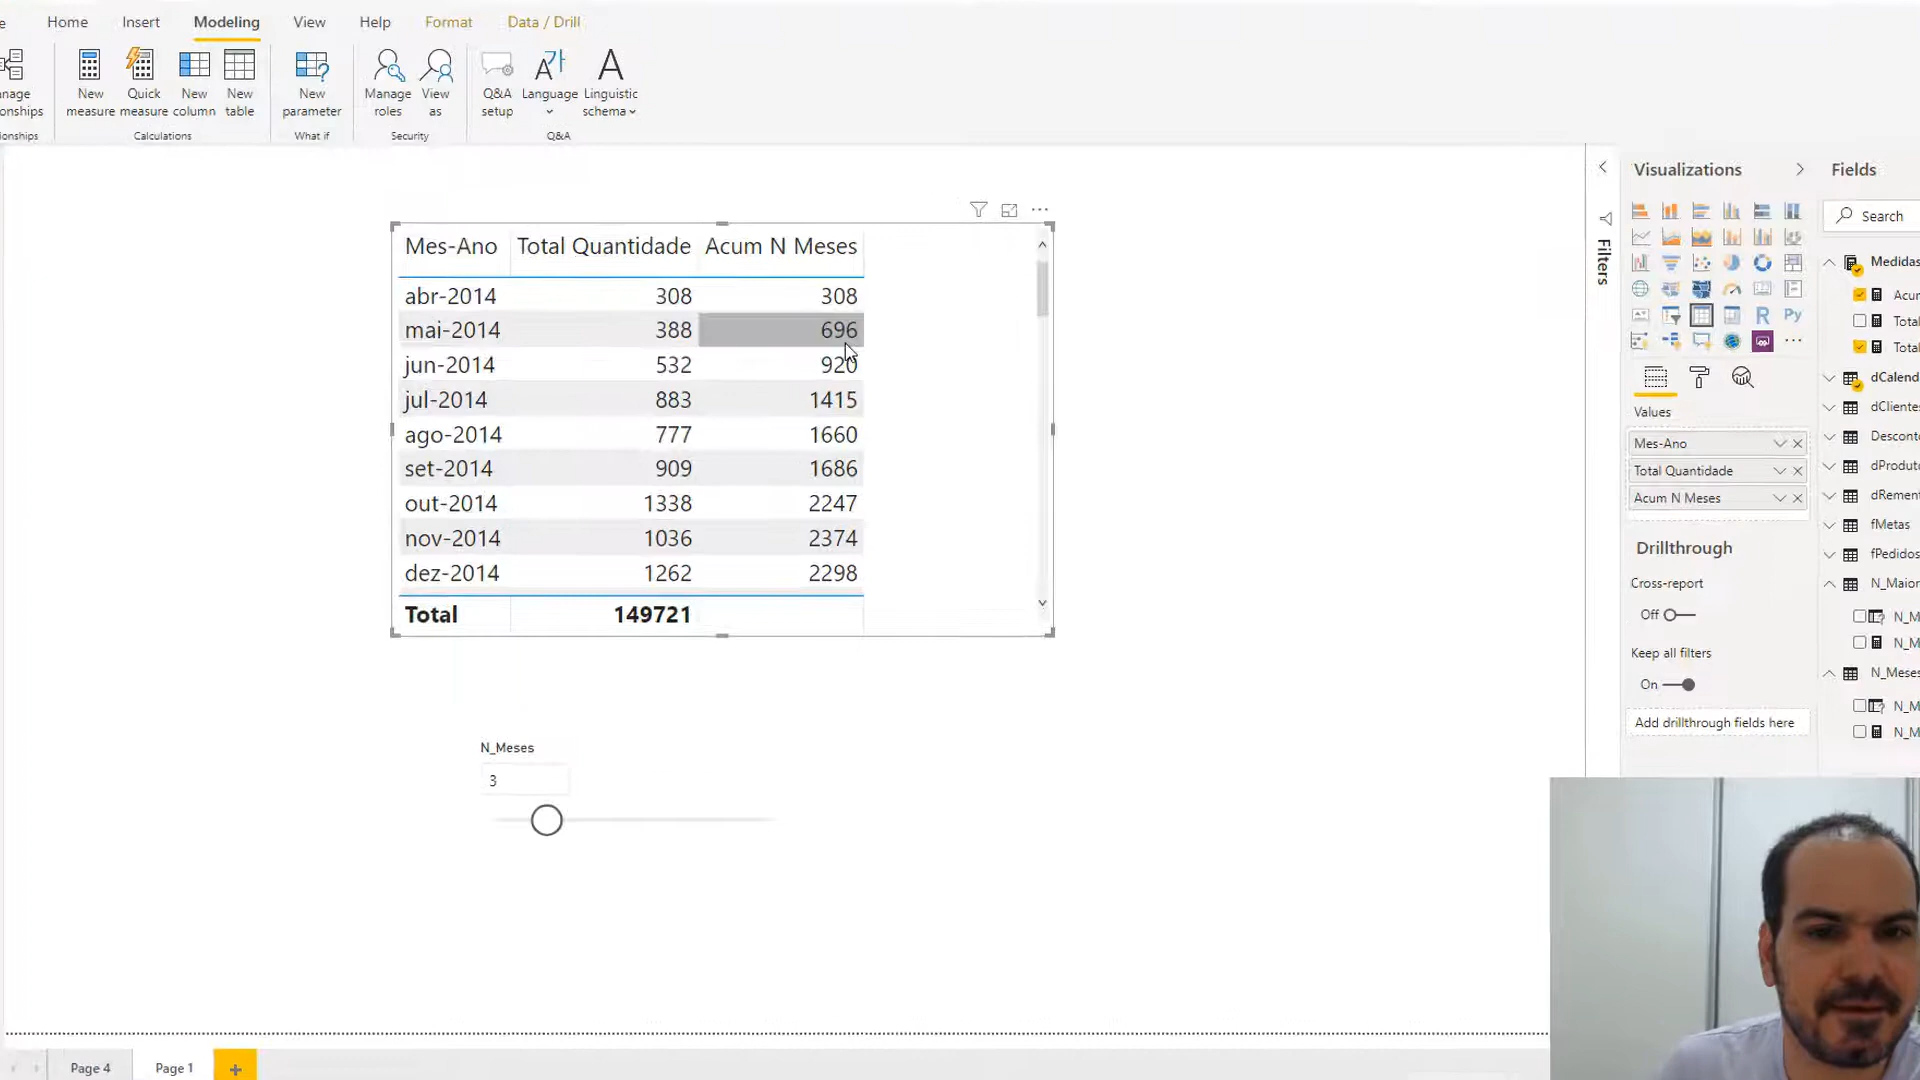 Home Insert Modeling View Help Format Data / Drill
New measure
Quick measure
New column
New table
New parameter
Manage roles
View as
Q&A setup
Language
Linguistic schema
Calculations What if Security Q&A
Visualizations
Fields
Search
Filters
Mes-Ano Total Quantidade Acum N Meses
abr-2014 308 308
mai-2014 388 696
jun-2014 532 920
jul-2014 883 1415
ago-2014 777 1660
set-2014 909 1686
out-2014 1338 2247
nov-2014 1036 2374
dez-2014 1262 2298
Total 149721
N_Meses
3
R
Py
Values
Mes-Ano
Total Quantidade
Acum N Meses
Drillthrough
Cross-report
Off
Keep all filters
On
Add drillthrough fields here
Medidas
fMetas
fPedidos
N_Meses
Page 4 Page 1 +